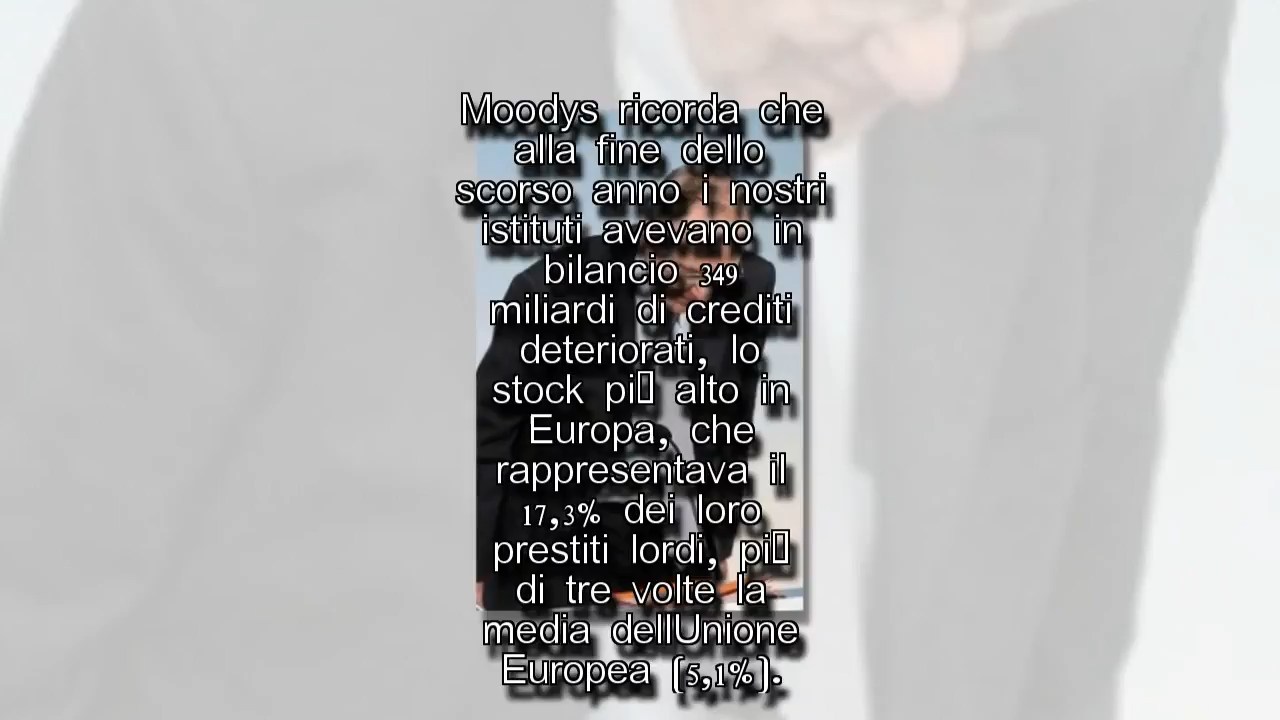 Moodys ricorda che
alla fine dello
scorso anno i nostri
istituti avevano in
bilancio 349
miliardi di crediti
deteriorati, lo
stock pi▯ alto in
Europa, che
rappresentava il
17,3% dei loro
prestiti lordi, pi▯
di tre volte la
media dellUnione
Europea (5,1%).